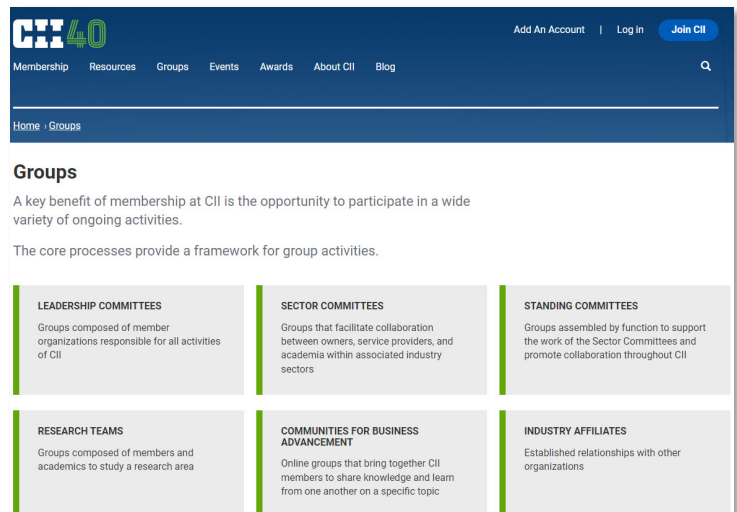 CII 40
Add An Account | Log in Join CII
Membership Resources Groups Events Awards About CII Blog
Home › Groups
Groups
A key benefit of membership at CII is the opportunity to participate in a wide
variety of ongoing activities.
The core processes provide a framework for group activities.
LEADERSHIP COMMITTEES
Groups composed of member
organizations responsible for all activities
of CII
SECTOR COMMITTEES
Groups that facilitate collaboration
between owners, service providers, and
academia within associated industry
sectors
STANDING COMMITTEES
Groups assembled by function to support
the work of the Sector Committees and
promote collaboration throughout CII
RESEARCH TEAMS
Groups composed of members and
academics to study a research area
COMMUNITIES FOR BUSINESS
ADVANCEMENT
Online groups that bring together CII
members to share knowledge and learn
from one another on a specific topic
INDUSTRY AFFILIATES
Established relationships with other
organizations